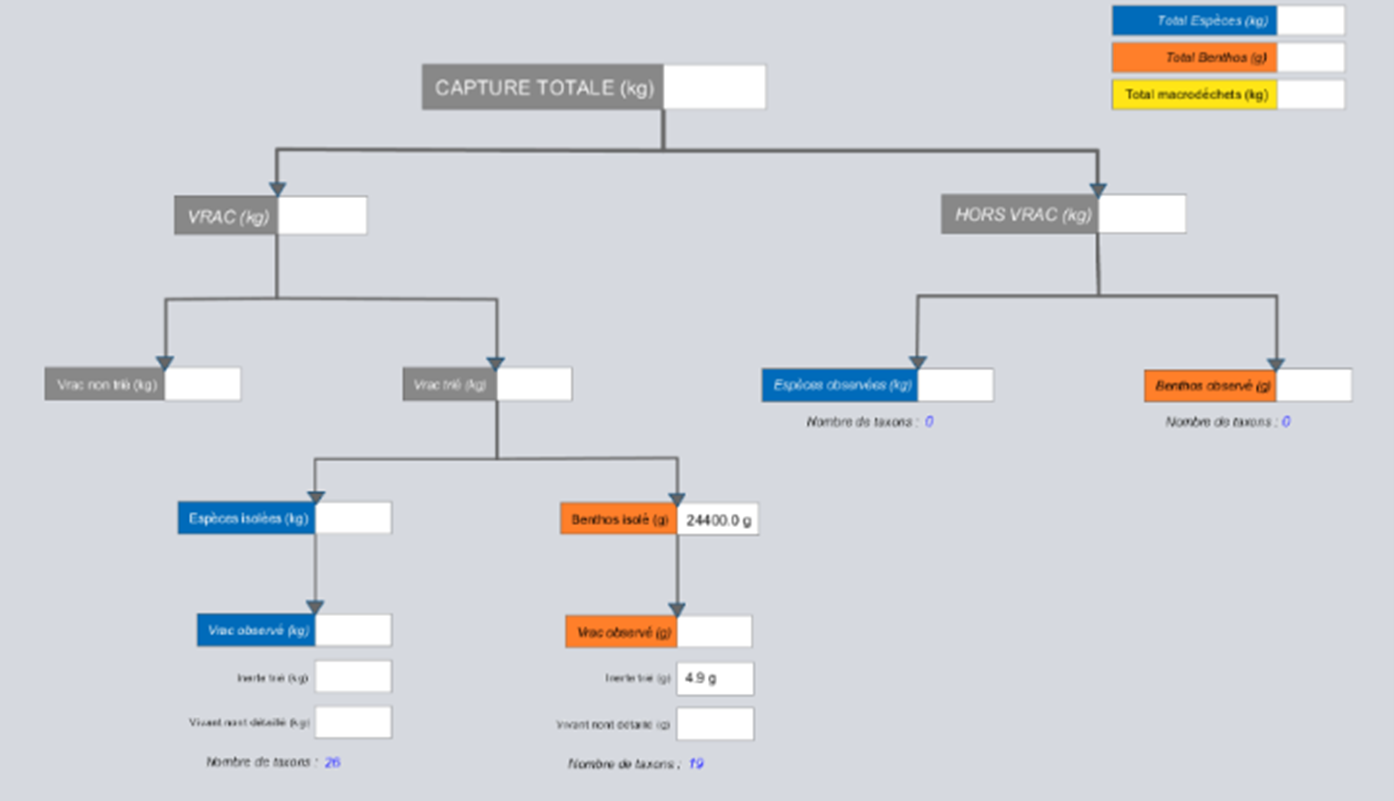 Total Espèces (kg)
Total Benthos (g)
Total macrodéchets (kg)
CAPTURE TOTALE (kg)
VRAC (kg)
HORS VRAC (kg)
Vrac non trié (kg)
Vrac trié (kg)
Espèces observées (kg)
Benthos observé (g)
Nombre de taxons : 0
Nombre de taxons : 0
Espèces isolées (kg)
Benthos isolé (g) 24400.0 g
Vrac observé (kg)
Vrac observé (g)
Inerte trié (kg)
Inerte trié (g) 4.9 g
Vivant nont détaillé (kg)
Vivant nont détaillé (g)
Nombre de taxons : 26
Nombre de taxons : 19